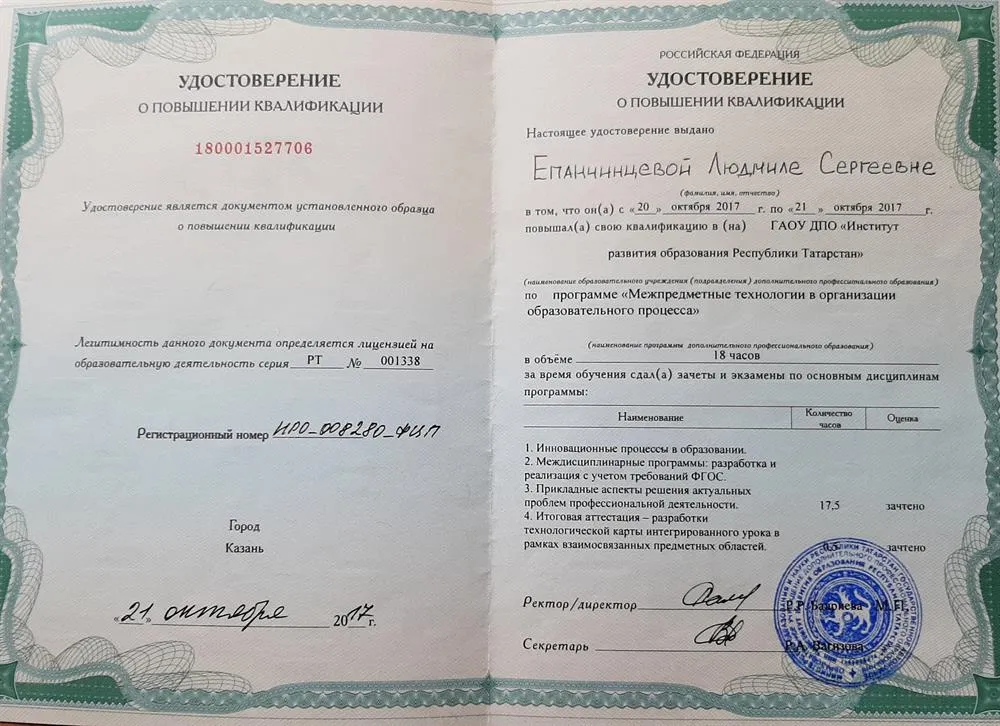 УДОСТОВЕРЕНИЕ
О ПОВЫШЕНИИ КВАЛИФИКАЦИИ
180001527706
Удостоверение является документом установленного образца
о повышении квалификации
Легитимность данного документа определяется лицензией на
образовательную деятельность серия РТ № 001338
Регистрационный номер ИРО_008280_ФЦП
Город
Казань
«21» октября 2017г.
РОССИЙСКАЯ ФЕДЕРАЦИЯ
УДОСТОВЕРЕНИЕ
О ПОВЫШЕНИИ КВАЛИФИКАЦИИ
Настоящее удостоверение выдано
Епанчинцевой Людмиле Сергеевне
(фамилия, имя, отчество)
в том, что он(а) с «20 » октября 2017 г. по «21 » октября 2017 г.
повышал(а) свою квалификацию в (на) ГАОУ ДПО «Институт
развития образования Республики Татарстан»
(наименование образовательного учреждения (подразделения) дополнительного профессионального образования)
по программе «Межпредметные технологии в организации
образовательного процесса»
(наименование программы дополнительного профессионального образования)
в объёме 18 часов
за время обучения сдал(а) зачеты и экзамены по основным дисциплинам
программы:
Наименование Количество часов Оценка
1. Инновационные процессы в образовании.
2. Междисциплинарные программы: разработка и
реализация с учетом требований ФГОС.
3. Прикладные аспекты решения актуальных
проблем профессиональной деятельности. 17,5 зачтено
4. Итоговая аттестация – разработки
технологической карты интегрированного урока в
рамках взаимосвязанных предметных областей. 0,5 зачтено
Ректор/директор Р.Р. Бадриева М.П.
Секретарь Р.А. Вагизова